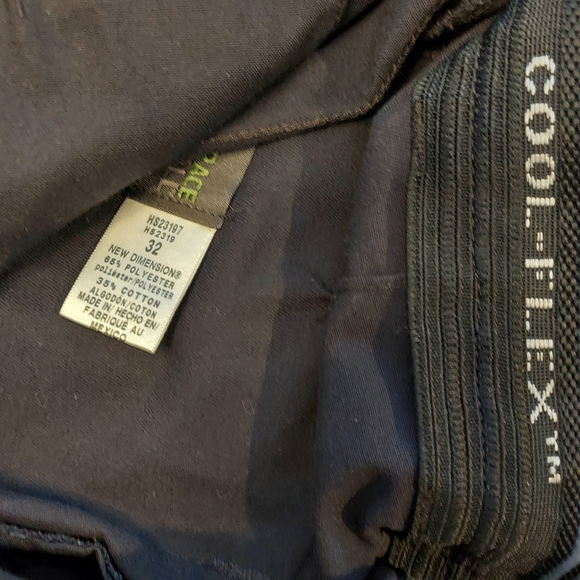 HS23197
HS2319
32
NEW DIMENSION®
65% POLYESTER
poliéster/POLYESTER
35% COTTON
ALGODÓN/COTON
MADE IN/ HECHO EN/
FABRIQUÉ AU
MEXICO
COOL-FLEX™